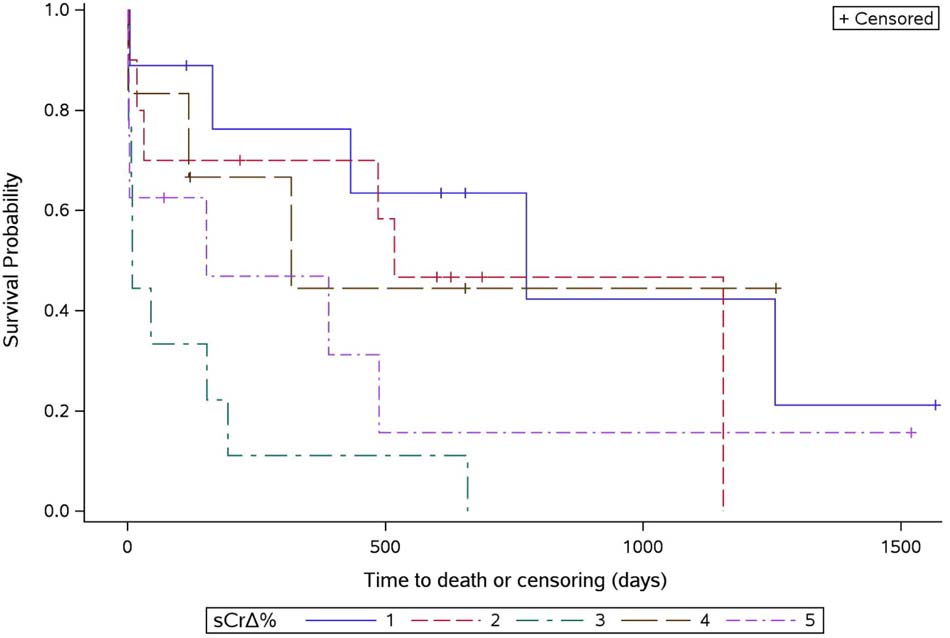 + Censored
1.0
0.8
0.6
0.4
0.2
0.0
Survival Probability
0 500 1000 1500
Time to death or censoring (days)
sCrΔ% 1 2 3 4 5